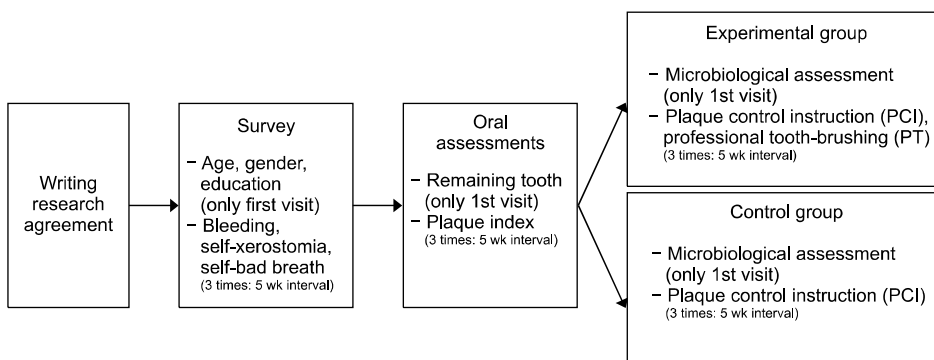 Writing
research
agreement
Survey
− Age, gender,
education
(only first visit)
− Bleeding,
self-xerostomia,
self-bad breath
(3 times: 5 wk interval)
Oral
assessments
− Remaining tooth
(only 1st visit)
− Plaque index
(3 times: 5 wk interval)
Experimental group
− Microbiological assessment
(only 1st visit)
− Plaque control instruction (PCI),
professional tooth-brushing (PT)
(3 times: 5 wk interval)
Control group
− Microbiological assessment
(only 1st visit)
− Plaque control instruction (PCI)
(3 times: 5 wk interval)